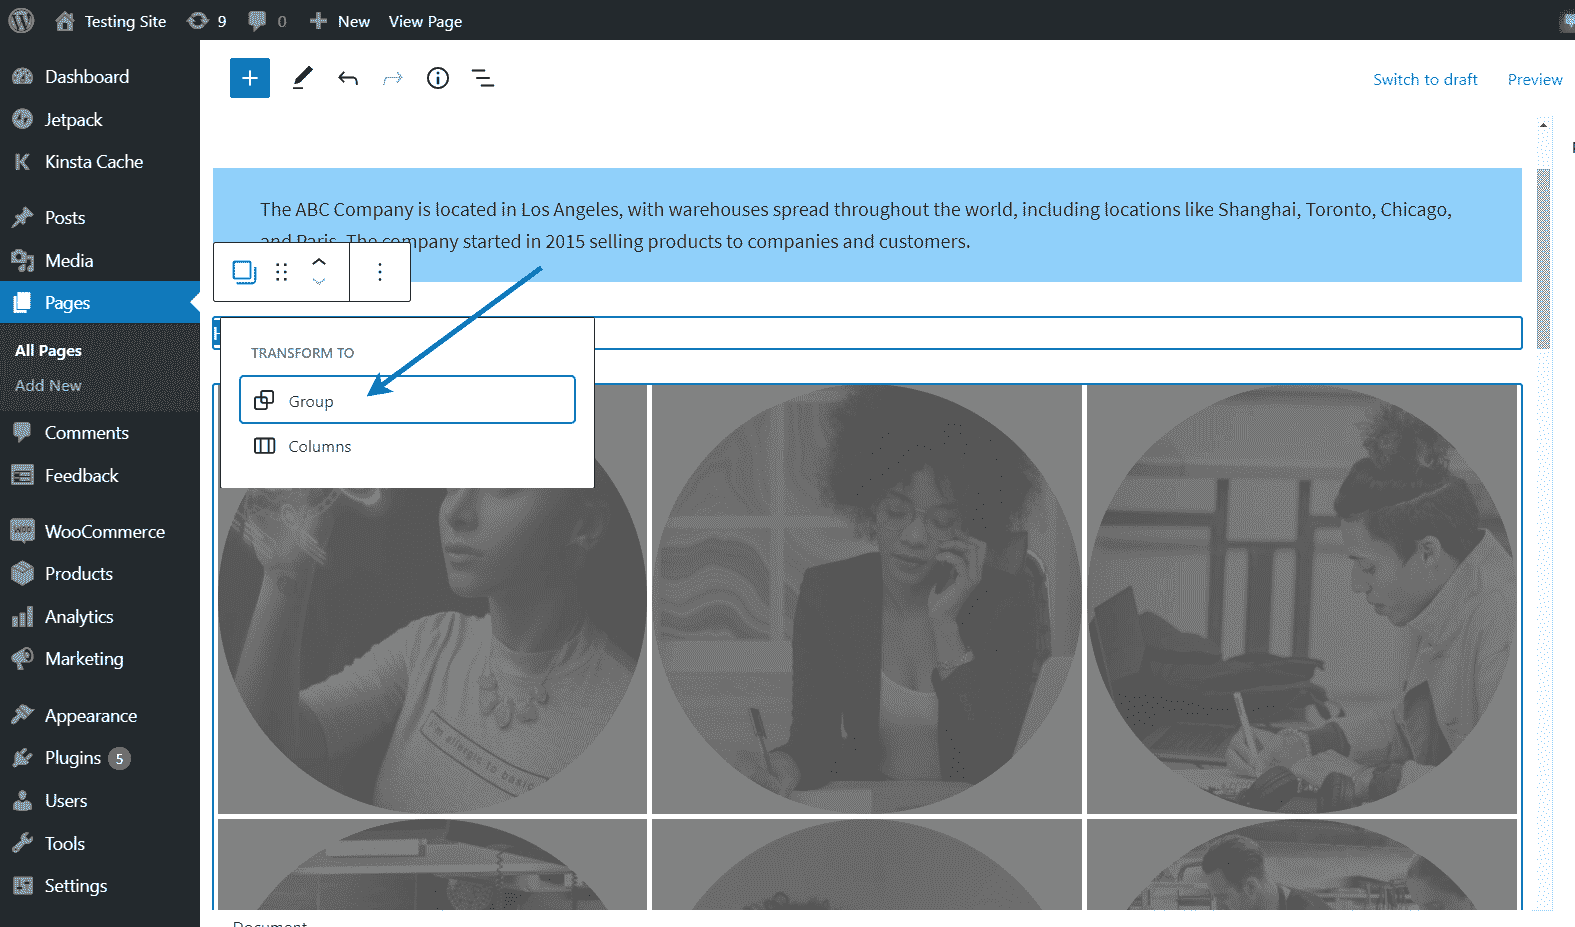 Testing Site
9
0
New
View Page
Dashboard
Jetpack
Kinsta Cache
Posts
Media
Pages
All Pages
Add New
Comments
Feedback
WooCommerce
Products
Analytics
Marketing
Appearance
Plugins 5
Users
Tools
Settings
Switch to draft
Preview
The ABC Company is located in Los Angeles, with warehouses spread throughout the world, including locations like Shanghai, Toronto, Chicago,
and Paris. The company started in 2015 selling products to companies and customers.
H
TRANSFORM TO
Group
Columns
I'm allergic to basic
Document